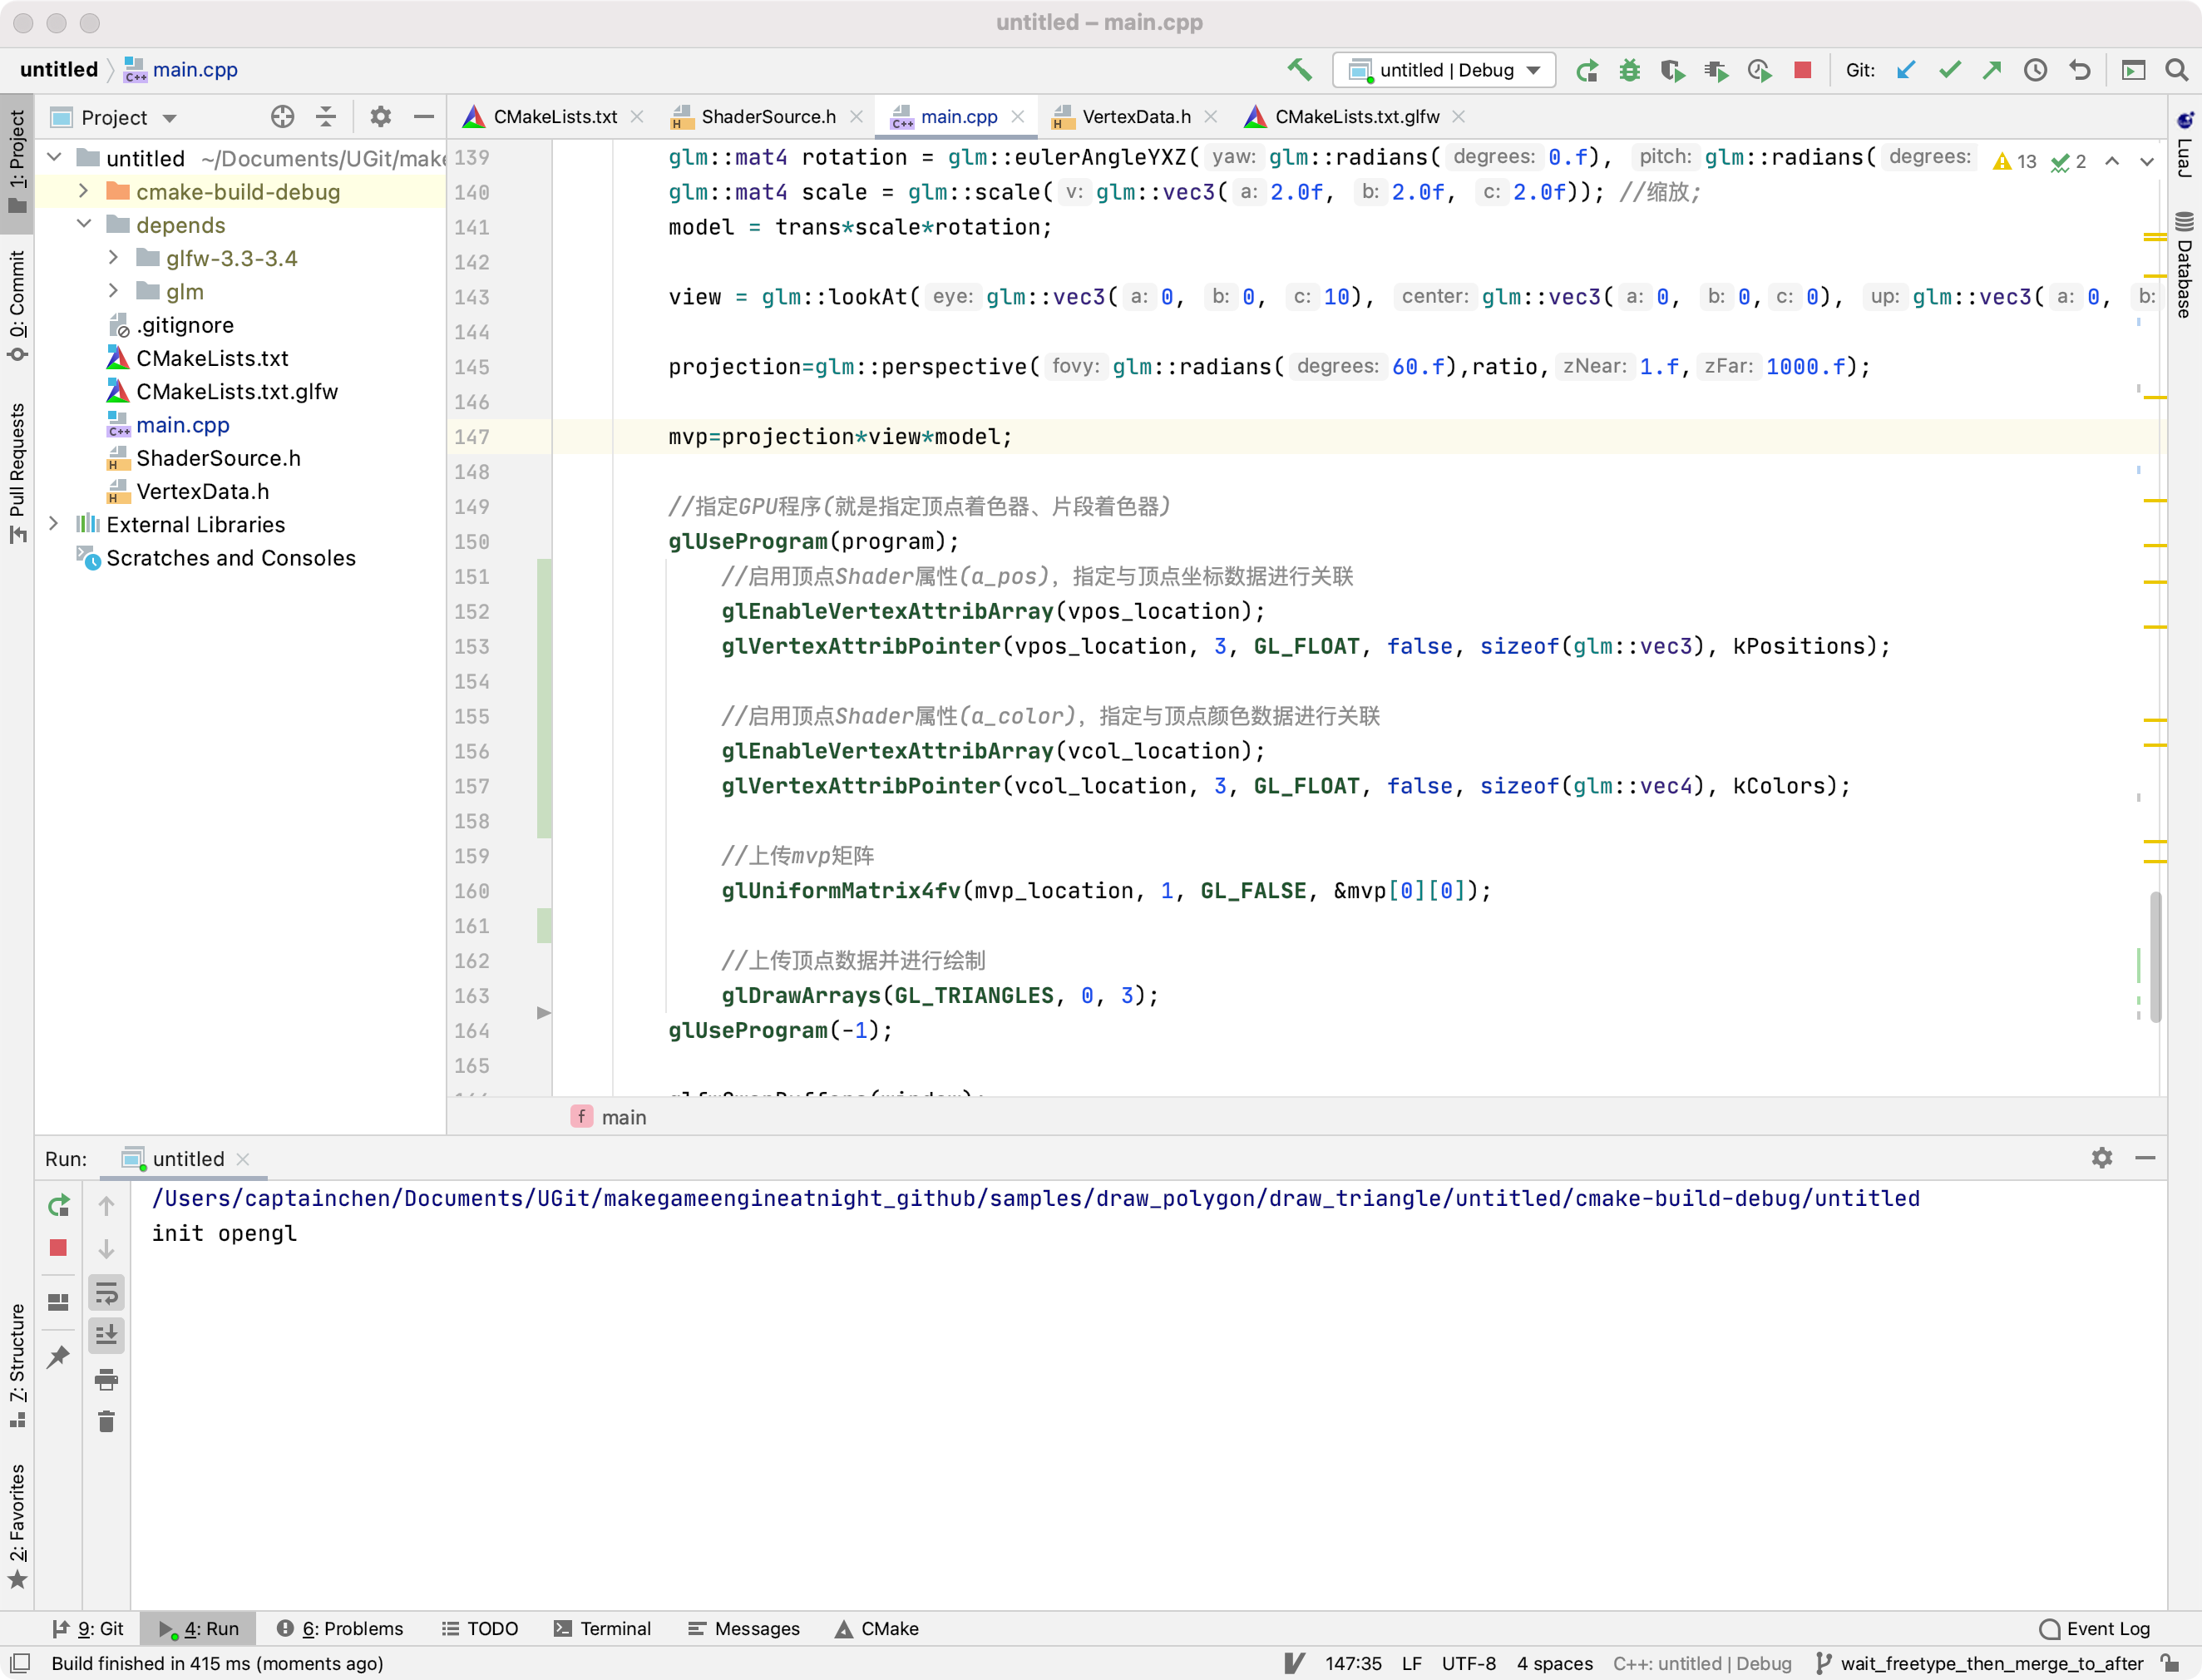 untitled – main.cpp
untitled main.cpp
untitled | Debug
Git:
Project
CMakeLists.txt
ShaderSource.h
main.cpp
VertexData.h
CMakeLists.txt.glfw
1: Project
0: Commit
Pull Requests
7: Structure
2: Favorites
LuaJ
Database
untitled ~/Documents/UGit/make
cmake-build-debug
depends
glfw-3.3-3.4
glm
.gitignore
CMakeLists.txt
CMakeLists.txt.glfw
main.cpp
ShaderSource.h
VertexData.h
External Libraries
Scratches and Consoles
13 2
139 glm::mat4 rotation = glm::eulerAngleYXZ( yaw: glm::radians( degrees: 0.f), pitch: glm::radians( degrees:
140 glm::mat4 scale = glm::scale( v: glm::vec3( a: 2.0f, b: 2.0f, c: 2.0f)); //缩放;
141 model = trans*scale*rotation;
142
143 view = glm::lookAt( eye: glm::vec3( a: 0, b: 0, c: 10), center: glm::vec3( a: 0, b: 0, c: 0), up: glm::vec3( a: 0, b:
144
145 projection=glm::perspective( fovy: glm::radians( degrees: 60.f),ratio, zNear: 1.f, zFar: 1000.f);
146
147 mvp=projection*view*model;
148
149 //指定GPU程序(就是指定顶点着色器、片段着色器)
150 glUseProgram(program);
151 //启用顶点Shader属性(a_pos)，指定与顶点坐标数据进行关联
152 glEnableVertexAttribArray(vpos_location);
153 glVertexAttribPointer(vpos_location, 3, GL_FLOAT, false, sizeof(glm::vec3), kPositions);
154
155 //启用顶点Shader属性(a_color)，指定与顶点颜色数据进行关联
156 glEnableVertexAttribArray(vcol_location);
157 glVertexAttribPointer(vcol_location, 3, GL_FLOAT, false, sizeof(glm::vec4), kColors);
158
159 //上传mvp矩阵
160 glUniformMatrix4fv(mvp_location, 1, GL_FALSE, &mvp[0][0]);
161
162 //上传顶点数据并进行绘制
163 glDrawArrays(GL_TRIANGLES, 0, 3);
164 glUseProgram(-1);
165
f main
Run: untitled
/Users/captainchen/Documents/UGit/makegameengineatnight_github/samples/draw_polygon/draw_triangle/untitled/cmake-build-debug/untitled
init opengl
9: Git
4: Run
6: Problems
TODO
Terminal
Messages
CMake
Event Log
Build finished in 415 ms (moments ago)
147:35 LF UTF-8 4 spaces C++: untitled | Debug wait_freetype_then_merge_to_after